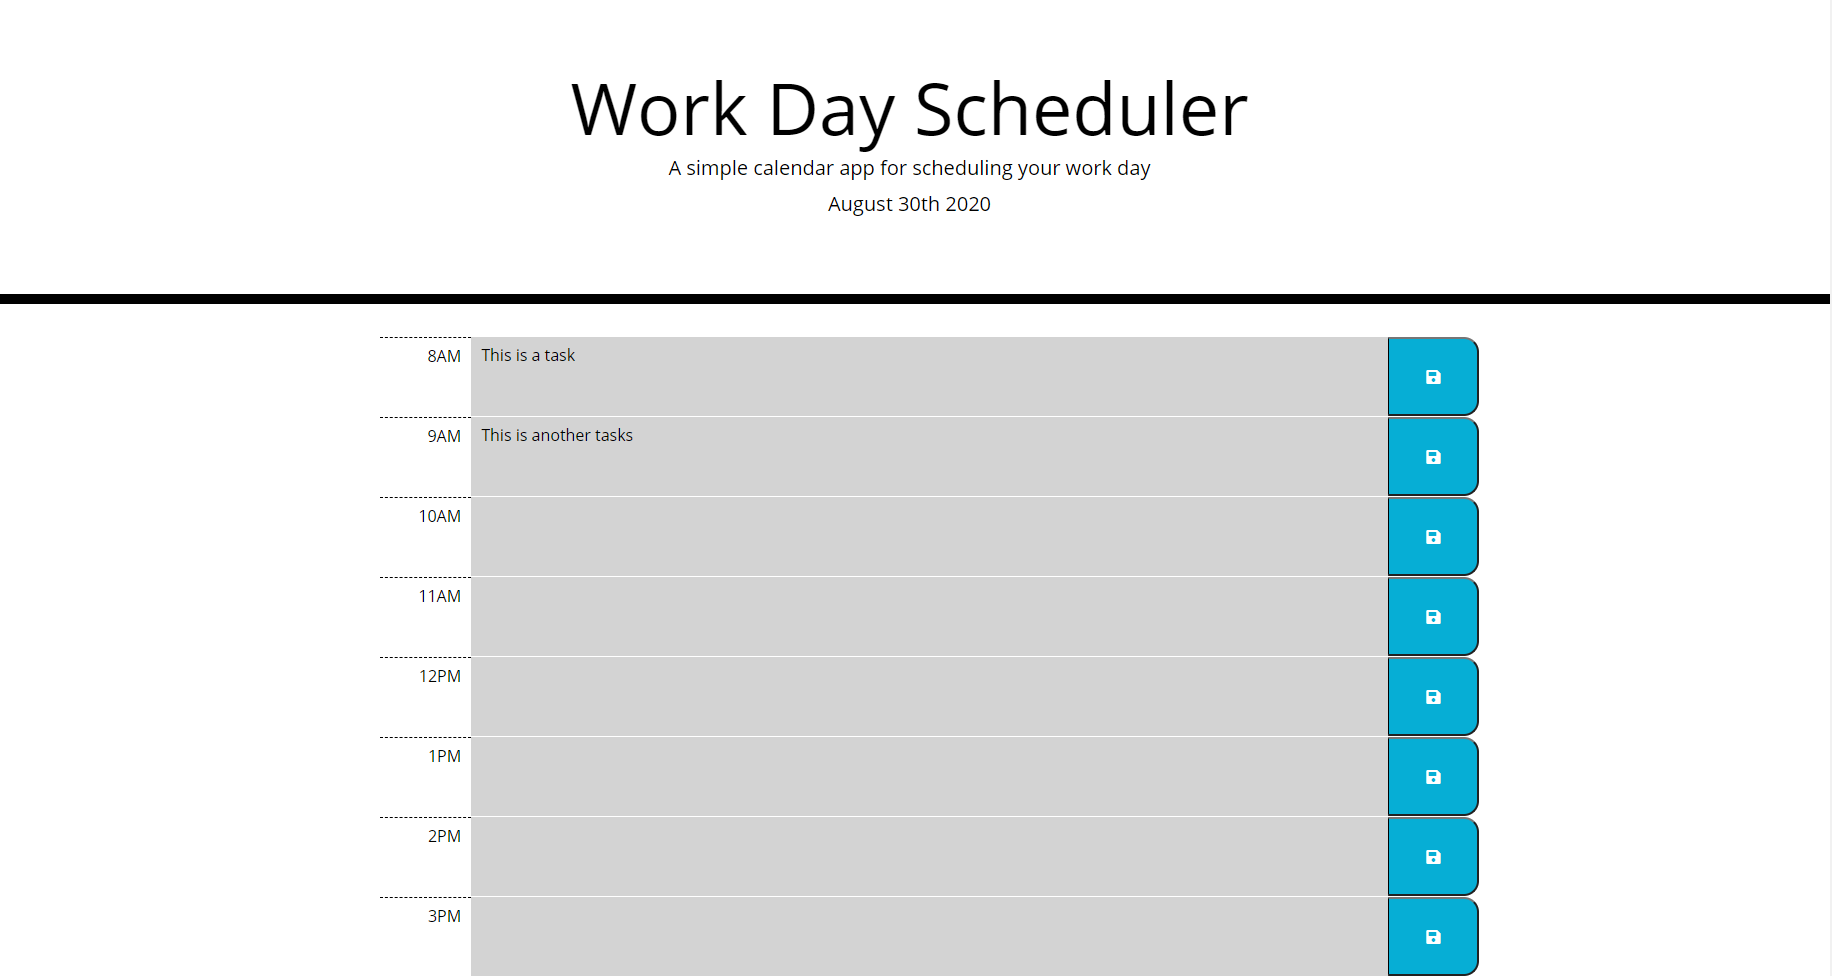 Work Day Scheduler
A simple calendar app for scheduling your work day
August 30th 2020
8AM This is a task
9AM This is another tasks
10AM
11AM
12PM
1PM
2PM
3PM